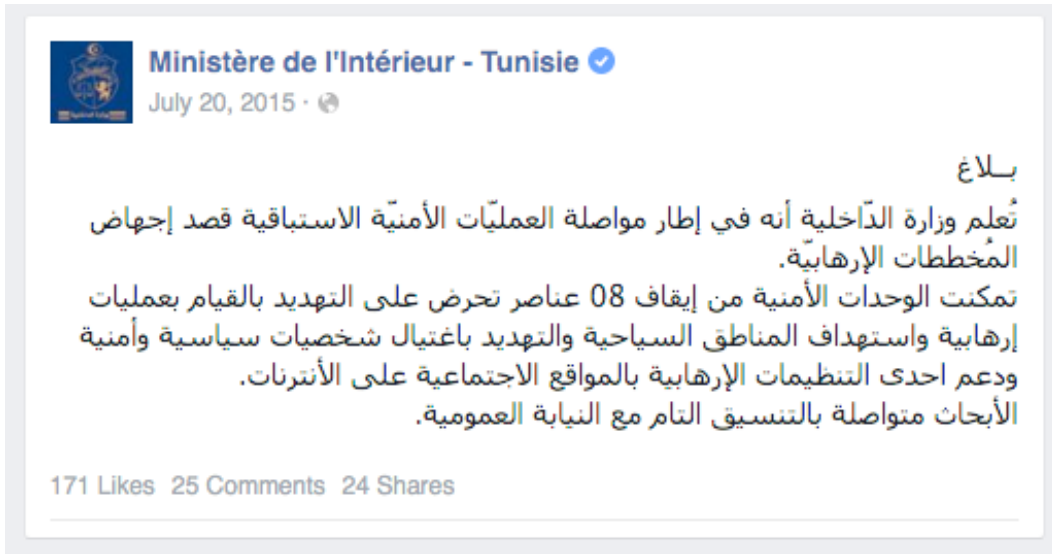 Ministère de l'Intérieur - Tunisie
July 20, 2015 ·
بــلاغ
تُعلم وزارة الدّاخلية أنه في إطار مواصلة العمليّات الأمنيّة الاستباقية قصد إجهاض
المُخططات الإرهابيّة.
تمكنت الوحدات الأمنية من إيقاف 08 عناصر تحرض على التهديد بالقيام بعمليات
إرهابية واستهداف المناطق السياحية والتهديد باغتيال شخصيات سياسية وأمنية
ودعم احدى التنظيمات الإرهابية بالمواقع الاجتماعية على الأنترنات.
الأبحاث متواصلة بالتنسيق التام مع النيابة العمومية.
171 Likes 25 Comments 24 Shares